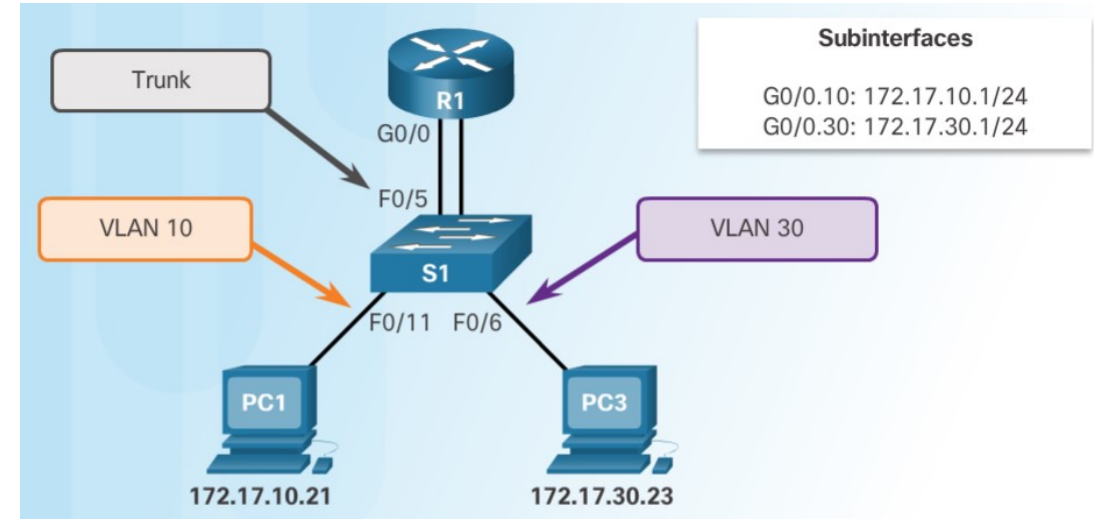 Subinterfaces
G0/0.10: 172.17.10.1/24
G0/0.30: 172.17.30.1/24
Trunk
R1
G0/0
F0/5
VLAN 10
VLAN 30
S1
F0/11 F0/6
PC1
PC3
172.17.10.21
172.17.30.23